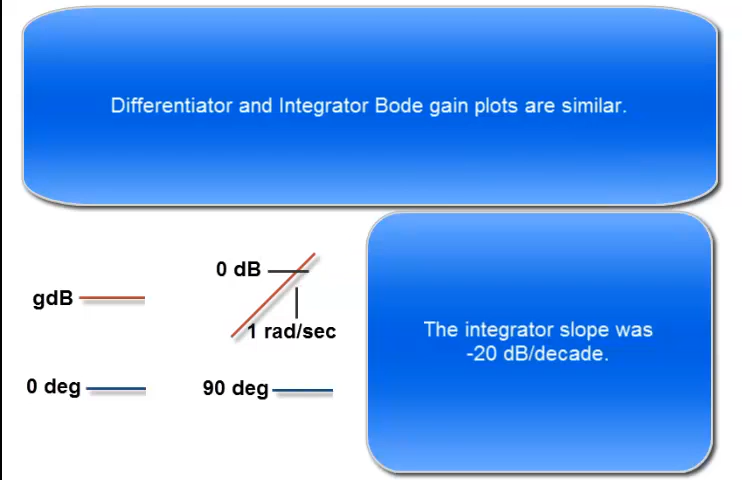 Differentiator and Integrator Bode gain plots are similar.
0 dB
gdB
1 rad/sec
The integrator slope was
-20 dB/decade.
0 deg
90 deg